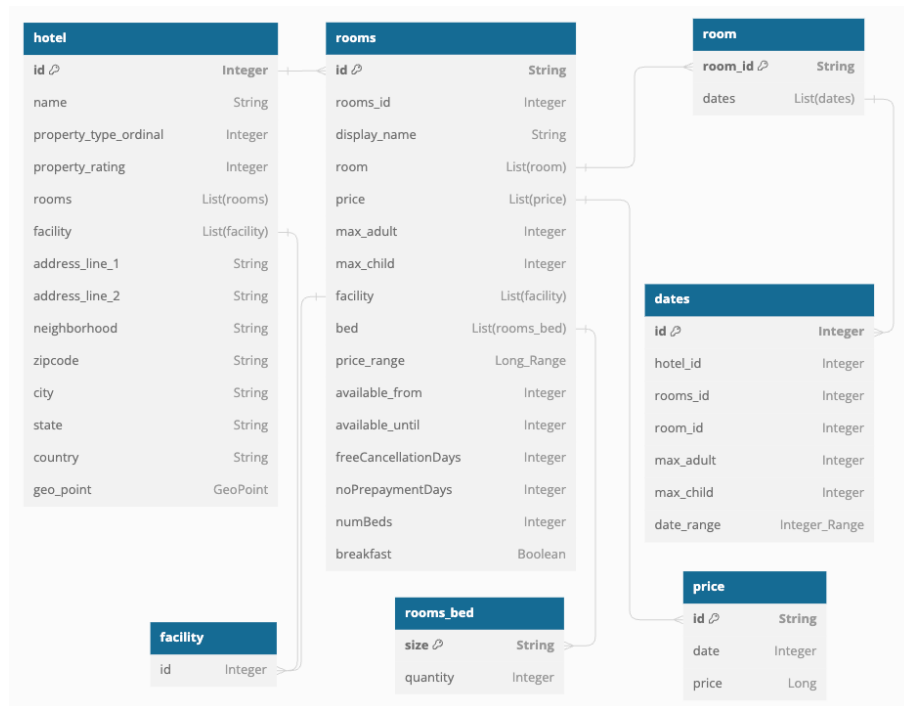 hotel
id Integer
name String
property_type_ordinal Integer
property_rating Integer
rooms List(rooms)
facility List(facility)
address_line_1 String
address_line_2 String
neighborhood String
zipcode String
city String
state String
country String
geo_point GeoPoint
rooms
id String
rooms_id Integer
display_name String
room List(room)
price List(price)
max_adult Integer
max_child Integer
facility List(facility)
bed List(rooms_bed)
price_range Long_Range
available_from Integer
available_until Integer
freeCancellationDays Integer
noPrepaymentDays Integer
numBeds Integer
breakfast Boolean
room
room_id String
dates List(dates)
dates
id Integer
hotel_id Integer
rooms_id Integer
room_id Integer
max_adult Integer
max_child Integer
date_range Integer_Range
price
id String
date Integer
price Long
rooms_bed
size String
quantity Integer
facility
id Integer